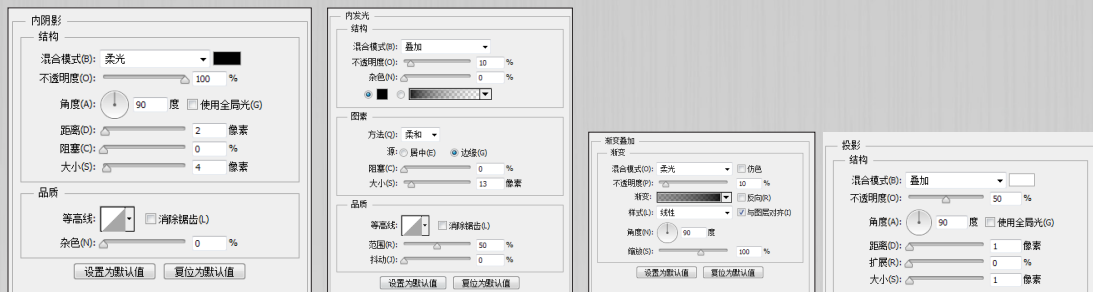 内阴影
结构
混合模式(B): 柔光
不透明度(O): 100 %
角度(A): 90 度 使用全局光(G)
距离(D): 2 像素
阻塞(C): 0 %
大小(S): 4 像素
品质
等高线: 消除锯齿(L)
杂色(N): 0 %
设置为默认值 复位为默认值
内发光
结构
混合模式(B): 叠加
不透明度(O): 10 %
杂色(N): 0 %
图素
方法(Q): 柔和
源: 居中(E) 边缘(G)
阻塞(C): 0 %
大小(S): 13 像素
品质
等高线: 消除锯齿(L)
范围(R): 50 %
抖动(J): 0 %
设置为默认值 复位为默认值
渐变叠加
渐变
混合模式(O): 柔光 仿色
不透明度(P): 10 %
渐变: 反向(R)
样式(L): 线性 与图层对齐(I)
角度(N): 90 度
缩放(S): 100 %
设置为默认值 复位为默认值
投影
结构
混合模式(B): 叠加
不透明度(O): 50 %
角度(A): 90 度 使用全局光(G)
距离(D): 1 像素
扩展(R): 0 %
大小(S): 1 像素